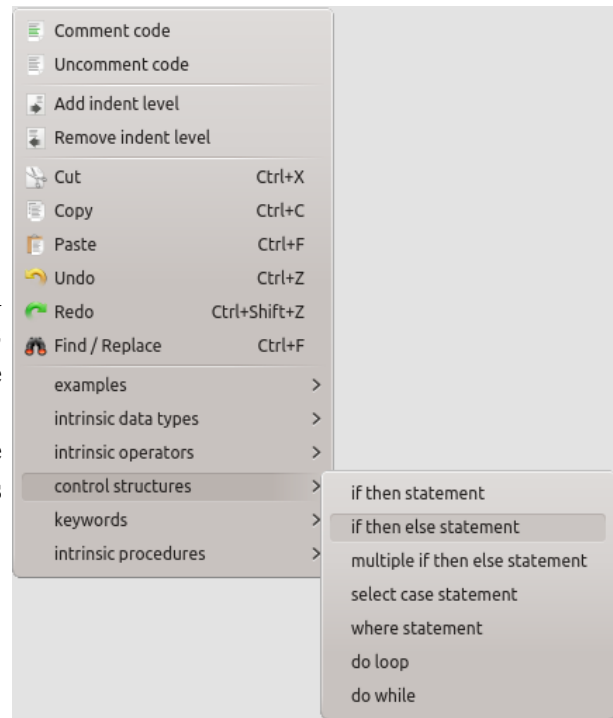 Comment code
Uncomment code
Add indent level
Remove indent level
Cut Ctrl+X
Copy Ctrl+C
Paste Ctrl+F
Undo Ctrl+Z
Redo Ctrl+Shift+Z
Find / Replace Ctrl+F
examples >
intrinsic data types >
intrinsic operators >
control structures >
keywords >
intrinsic procedures >
if then statement
if then else statement
multiple if then else statement
select case statement
where statement
do loop
do while